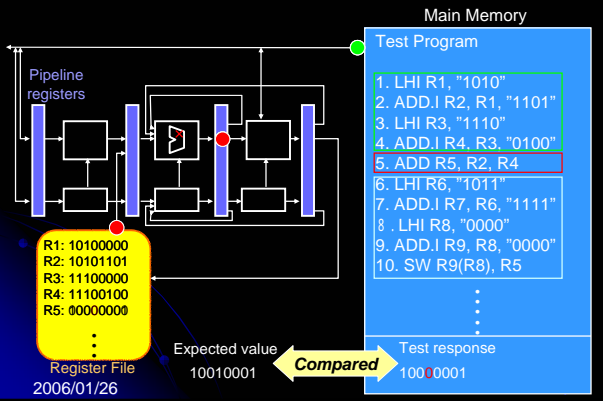 Main Memory
Test Program
Pipeline
registers
1. LHI R1, "1010"
2. ADD.I R2, R1, "1101"
3. LHI R3, "1110"
4. ADD.I R4, R3, "0100"
5. ADD R5, R2, R4
6. LHI R6, "1011"
7. ADD.I R7, R6, "1111"
8 . LHI R8, "0000"
9. ADD.I R9, R8, "0000"
10. SW R9(R8), R5
R1: 10100000
R2: 10101101
R3: 11100000
R4: 11100100
R5:
Register File
2006/01/26
Expected value
10010001
Compared
Test response
10000001